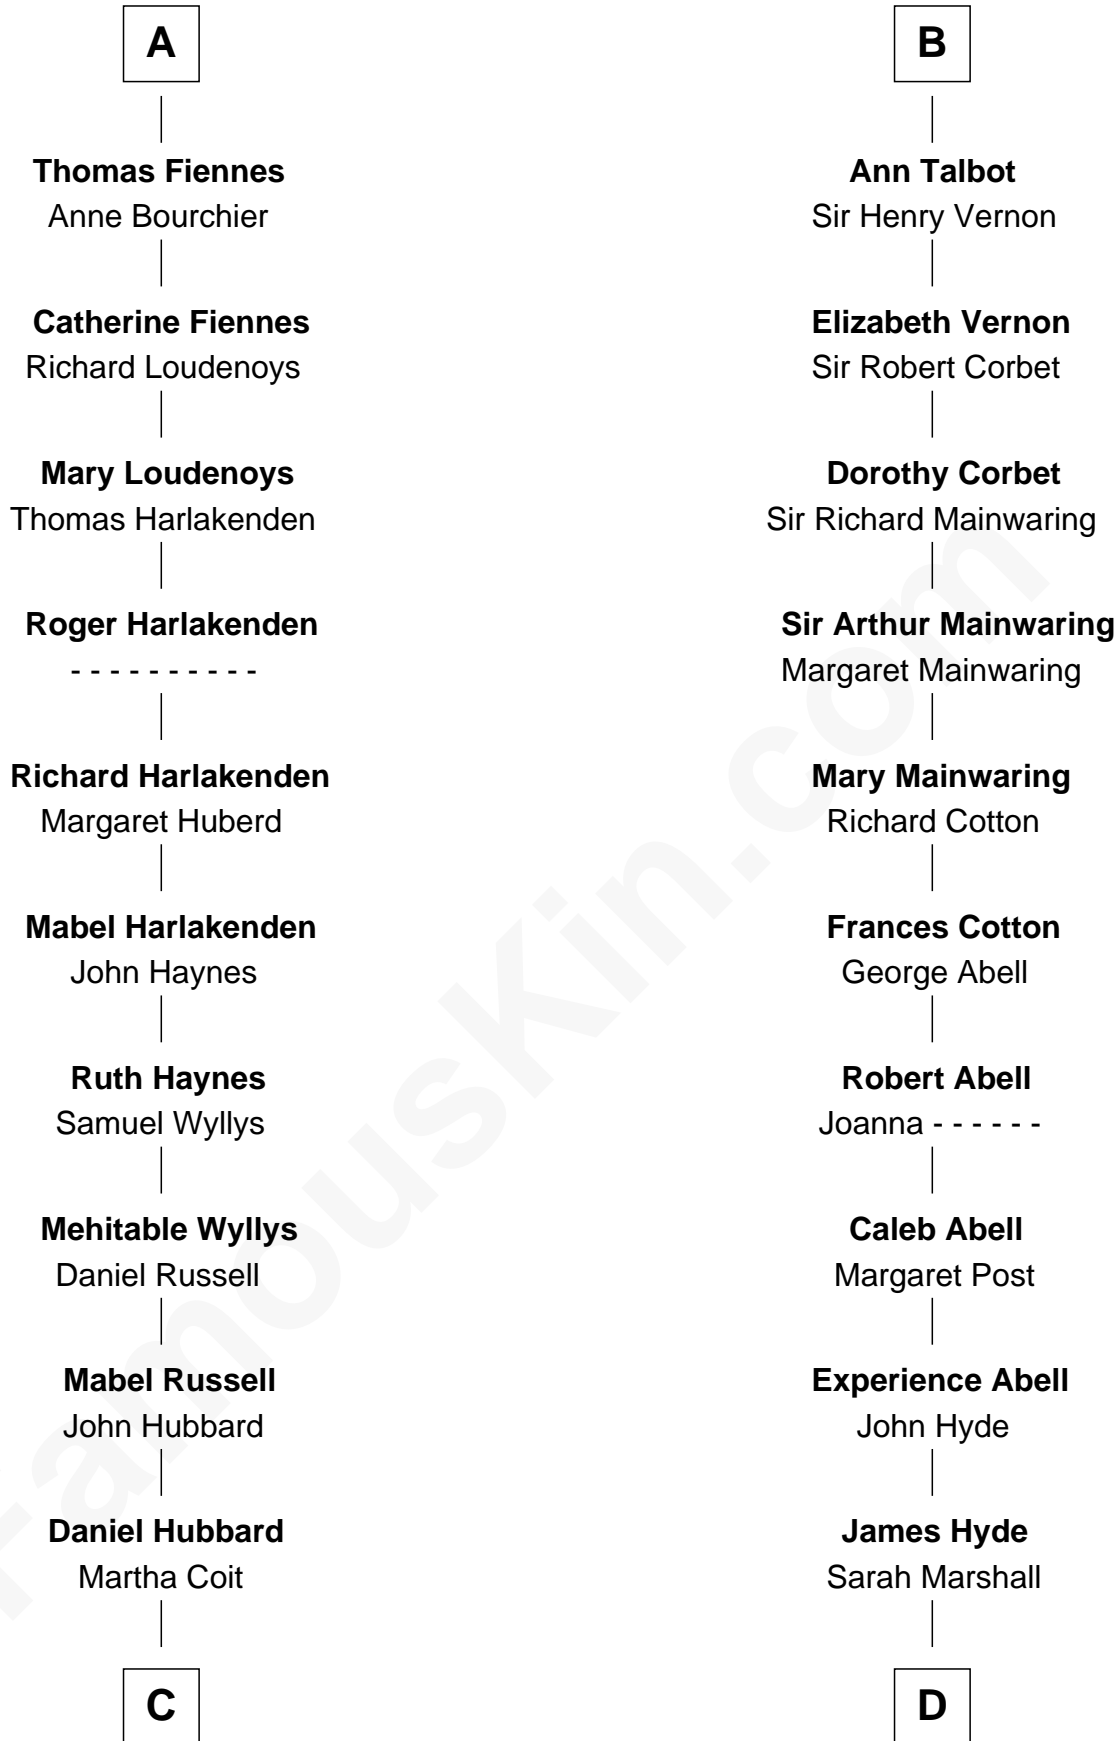 A
Thomas Fiennes
Anne Bourchier
Catherine Fiennes
Richard Loudenoys
Mary Loudenoys
Thomas Harlakenden
Roger Harlakenden
- - - - - - - - - -
Richard Harlakenden
Margaret Huberd
Mabel Harlakenden
John Haynes
Ruth Haynes
Samuel Wyllys
Mehitable Wyllys
Daniel Russell
Mabel Russell
John Hubbard
Daniel Hubbard
Martha Coit
C
B
Ann Talbot
Sir Henry Vernon
Elizabeth Vernon
Sir Robert Corbet
Dorothy Corbet
Sir Richard Mainwaring
Sir Arthur Mainwaring
Margaret Mainwaring
Mary Mainwaring
Richard Cotton
Frances Cotton
George Abell
Robert Abell
Joanna - - - - - -
Caleb Abell
Margaret Post
Experience Abell
John Hyde
James Hyde
Sarah Marshall
D
FamousKin.com